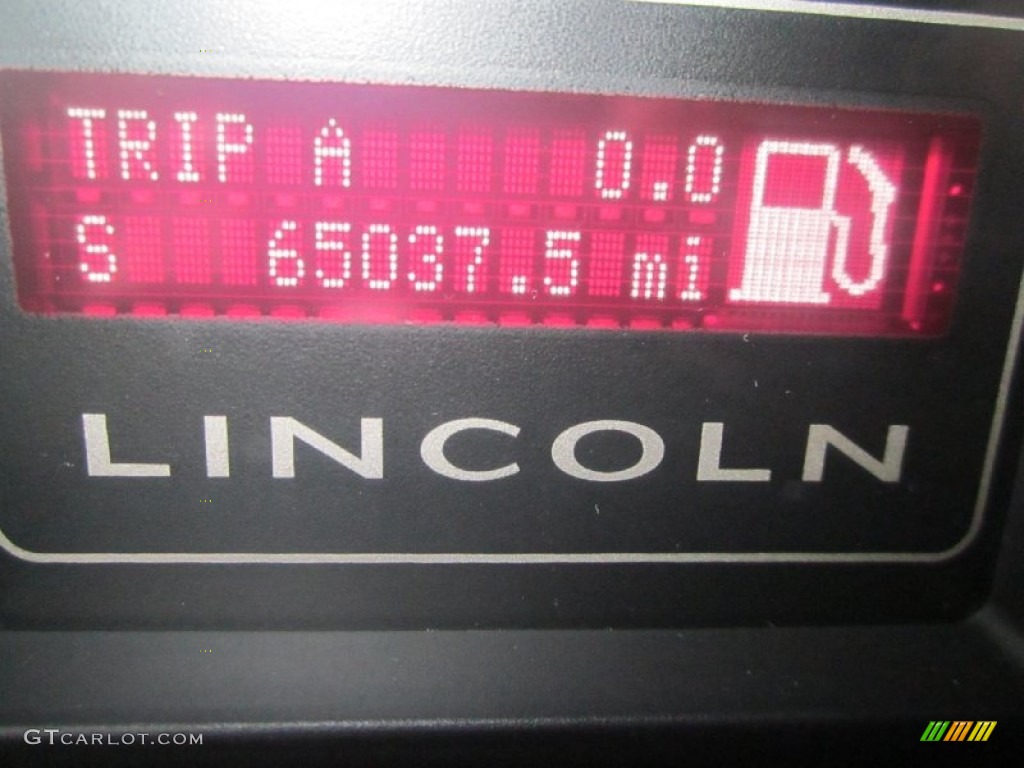 TRIP A 0.0
S 65037.5 mi
LINCOLN
GTCARLOT.COM